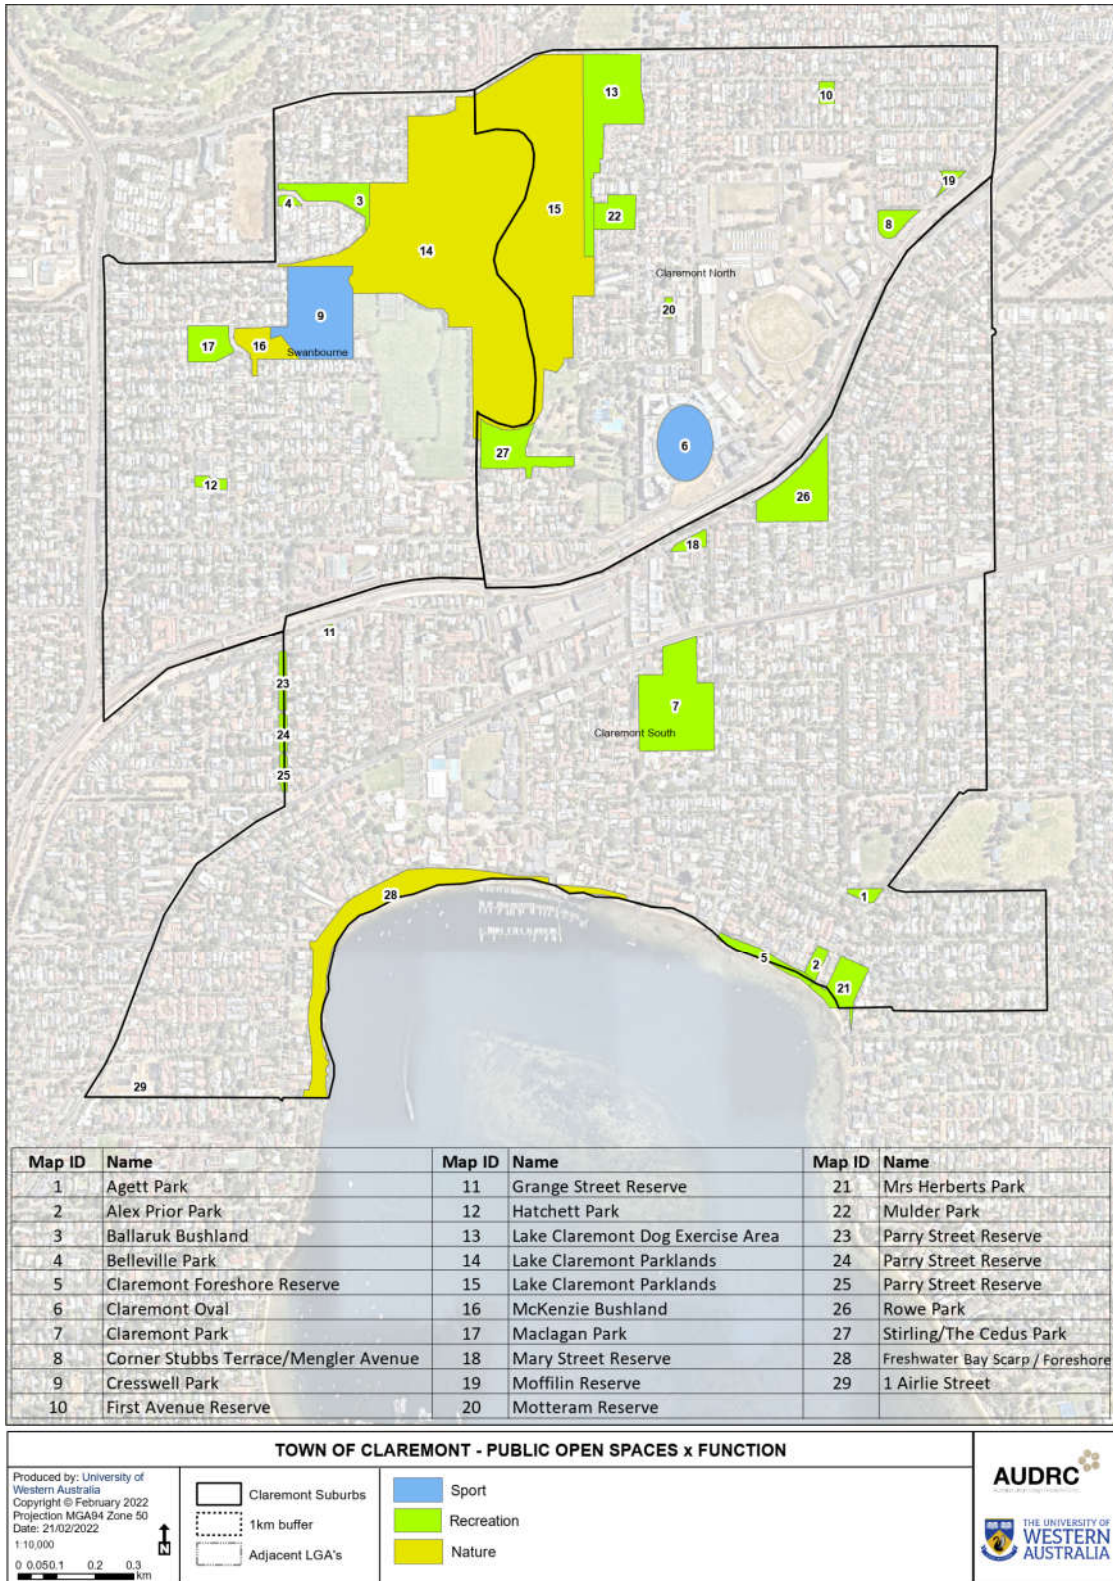 13
10
19
4
3
15
22
8
14
Claremont North
9
20
17
16
Swanbourne
6
27
12
26
18
11
23
7
24
Claremont South
25
28
1
5
2
21
29
Map ID Name Map ID Name Map ID Name
1 Agett Park 11 Grange Street Reserve 21 Mrs Herberts Park
2 Alex Prior Park 12 Hatchett Park 22 Mulder Park
3 Ballaruk Bushland 13 Lake Claremont Dog Exercise Area 23 Parry Street Reserve
4 Belleville Park 14 Lake Claremont Parklands 24 Parry Street Reserve
5 Claremont Foreshore Reserve 15 Lake Claremont Parklands 25 Parry Street Reserve
6 Claremont Oval 16 McKenzie Bushland 26 Rowe Park
7 Claremont Park 17 Maclagan Park 27 Stirling/The Cedus Park
8 Corner Stubbs Terrace/Mengler Avenue 18 Mary Street Reserve 28 Freshwater Bay Scarp / Foreshore
9 Cresswell Park 19 Moffilin Reserve 29 1 Airlie Street
10 First Avenue Reserve 20 Motteram Reserve
TOWN OF CLAREMONT - PUBLIC OPEN SPACES x FUNCTION
Produced by: University of
Western Australia
Copyright © February 2022
Projection MGA94 Zone 50
Date: 21/02/2022
1:10,000
N
0 0.050.1 0.2 0.3
km
Claremont Suburbs
1km buffer
Adjacent LGA's
Sport
Recreation
Nature
AUDRC
THE UNIVERSITY OF
WESTERN
AUSTRALIA